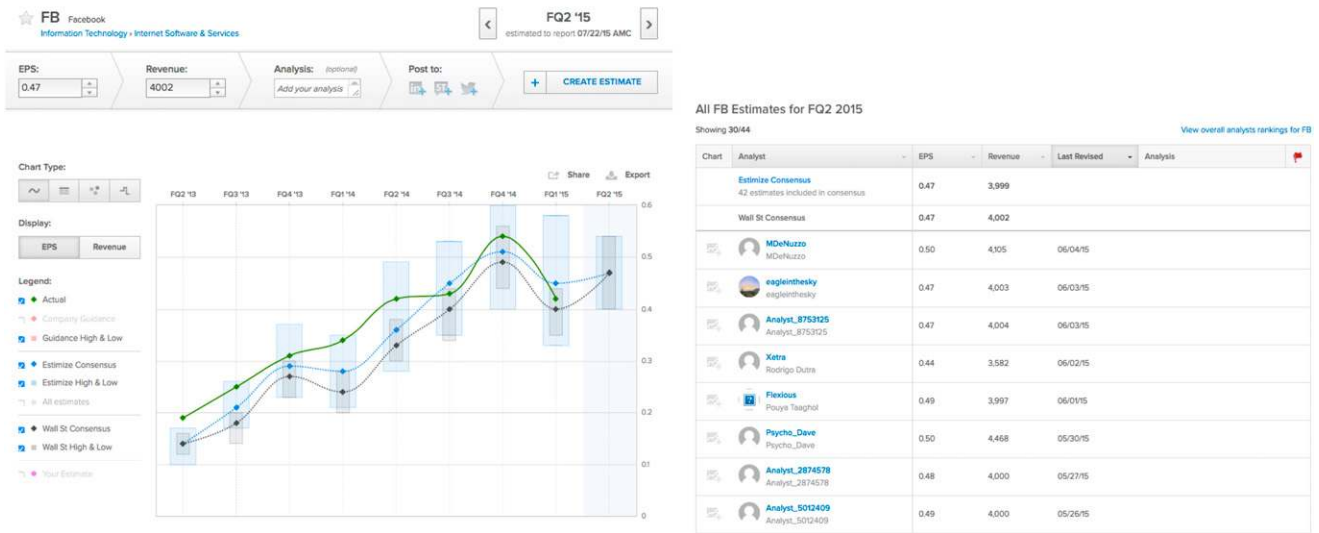 FB Facebook
Information Technology › Internet Software & Services
FQ2 '15
estimated to report 07/22/15 AMC
EPS:
0.47
Revenue:
4002
Analysis: (optional)
Add your analysis
Post to:
+ CREATE ESTIMATE
Chart Type:
Share
Export
Display:
EPS
Revenue
Legend:
Actual
Company Guidance
Guidance High & Low
Estimize Consensus
Estimize High & Low
All estimates
Wall St Consensus
Wall St High & Low
Your Estimate
FQ2 '13 FQ3 '13 FQ4 '13 FQ1 '14 FQ2 '14 FQ3 '14 FQ4 '14 FQ1 '15 FQ2 '15
0.6
0.5
0.4
0.3
0.2
0.1
0
All FB Estimates for FQ2 2015
Showing 30/44
View overall analysts rankings for FB
Chart Analyst EPS Revenue Last Revised Analysis
Estimize Consensus
42 estimates included in consensus
0.47 3,999
Wall St Consensus 0.47 4,002
MDeNuzzo
MDeNuzzo
0.50 4,105 06/04/15
eagleinthesky
eagleinthesky
0.47 4,003 06/03/15
Analyst_8753125
Analyst_8753125
0.47 4,004 06/03/15
Xetra
Rodrigo Dutra
0.44 3,582 06/02/15
Flexious
Pouya Taaghol
0.49 3,997 06/01/15
Psycho_Dave
Psycho_Dave
0.50 4,468 05/30/15
Analyst_2874578
Analyst_2874578
0.48 4,000 05/27/15
Analyst_5012409
Analyst_5012409
0.49 4,000 05/26/15